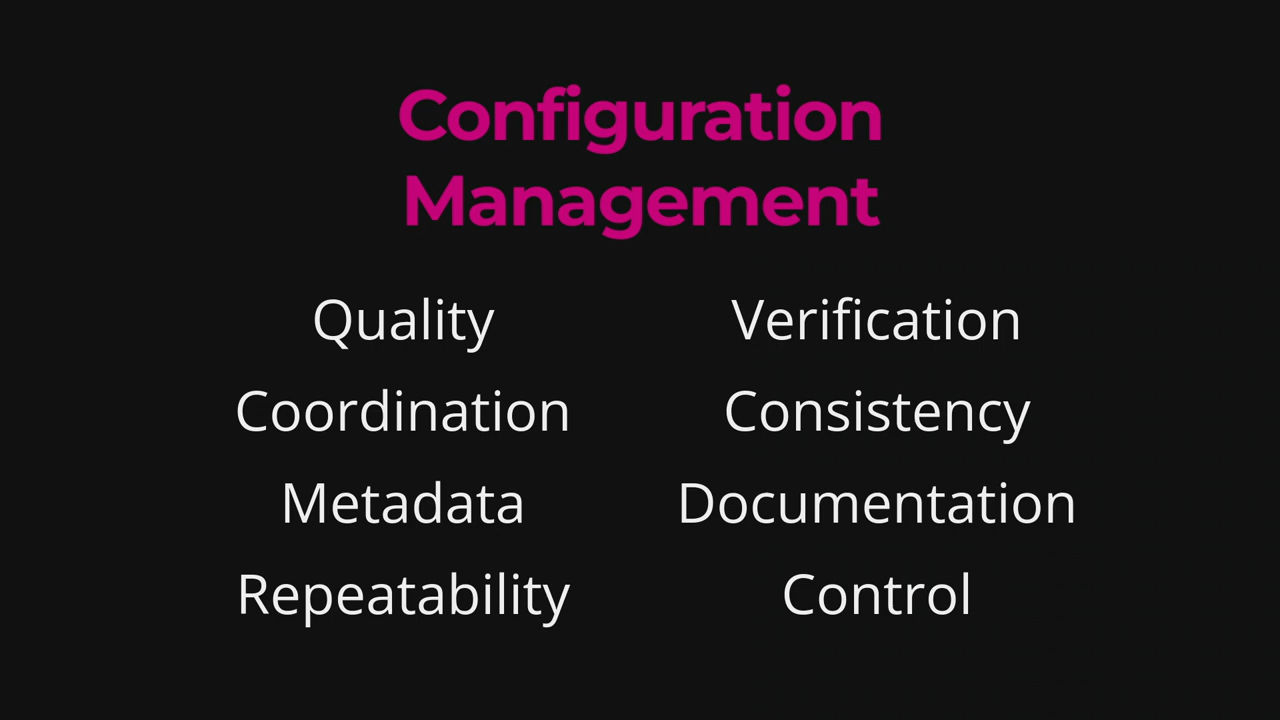 Configuration
Management
Quality
Verification
Coordination
Consistency
Metadata
Documentation
Repeatability
Control